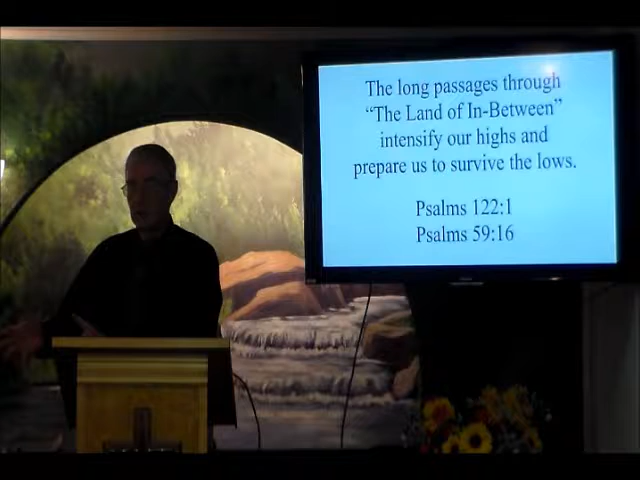 The long passages through
“The Land of In-Between”
intensify our highs and
prepare us to survive the lows.
Psalms 122:1
Psalms 59:16